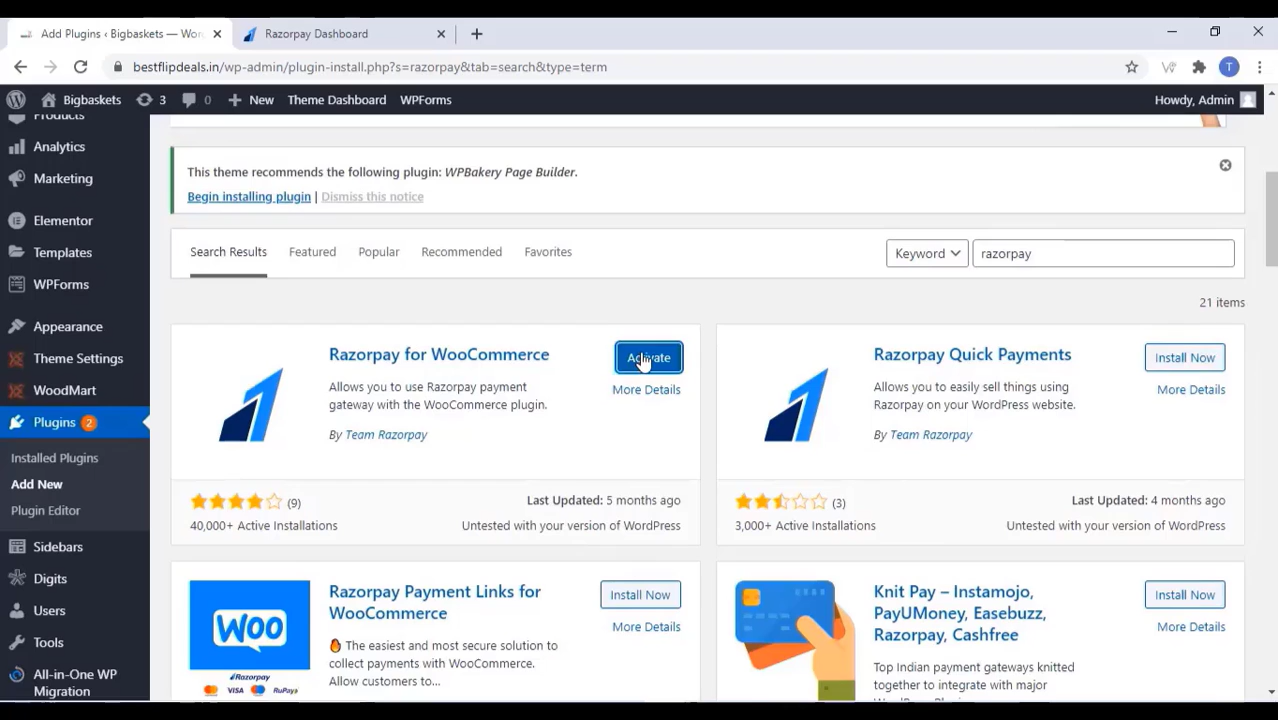 Add Plugins ‹ Bigbaskets — Wor
Razorpay Dashboard
bestflipdeals.in/wp-admin/plugin-install.php?s=razorpay&tab=search&type=term
T
Bigbaskets
3
0
New
Theme Dashboard
WPForms
Howdy, Admin
Products
Analytics
Marketing
Elementor
Templates
WPForms
Appearance
Theme Settings
WoodMart
Plugins 2
Installed Plugins
Add New
Plugin Editor
Sidebars
Digits
Users
Tools
All-in-One WP
Migration
This theme recommends the following plugin: WPBakery Page Builder.
Begin installing plugin | Dismiss this notice
Search Results
Featured
Popular
Recommended
Favorites
Keyword
razorpay
21 items
Razorpay for WooCommerce
Activate
More Details
Allows you to use Razorpay payment
gateway with the WooCommerce plugin.
By Team Razorpay
(9)
40,000+ Active Installations
Last Updated: 5 months ago
Untested with your version of WordPress
Razorpay Quick Payments
Install Now
More Details
Allows you to easily sell things using
Razorpay on your WordPress website.
By Team Razorpay
(3)
3,000+ Active Installations
Last Updated: 4 months ago
Untested with your version of WordPress
Woo
Razorpay
VISA
RuPay
Razorpay Payment Links for
WooCommerce
Install Now
More Details
The easiest and most secure solution to
collect payments with WooCommerce.
Allow customers to...
Knit Pay – Instamojo,
PayUMoney, Easebuzz,
Razorpay, Cashfree
Install Now
More Details
Top Indian payment gateways knitted
together to integrate with major